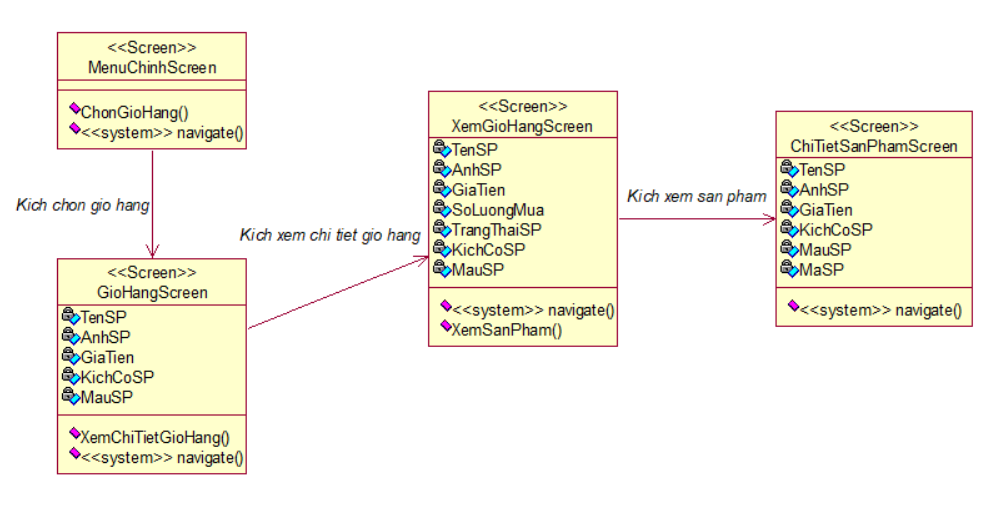 <<Screen>>
MenuChinhScreen
ChonGioHang()
<<system>> navigate()
Kich chon gio hang
<<Screen>>
GioHangScreen
TenSP
AnhSP
GiaTien
KichCoSP
MauSP
XemChiTietGioHang()
<<system>> navigate()
Kich xem chi tiet gio hang
<<Screen>>
XemGioHangScreen
TenSP
AnhSP
GiaTien
SoLuongMua
TrangThaiSP
KichCoSP
MauSP
<<system>> navigate()
XemSanPham()
Kich xem san pham
<<Screen>>
ChiTietSanPhamScreen
TenSP
AnhSP
GiaTien
KichCoSP
MauSP
MaSP
<<system>> navigate()